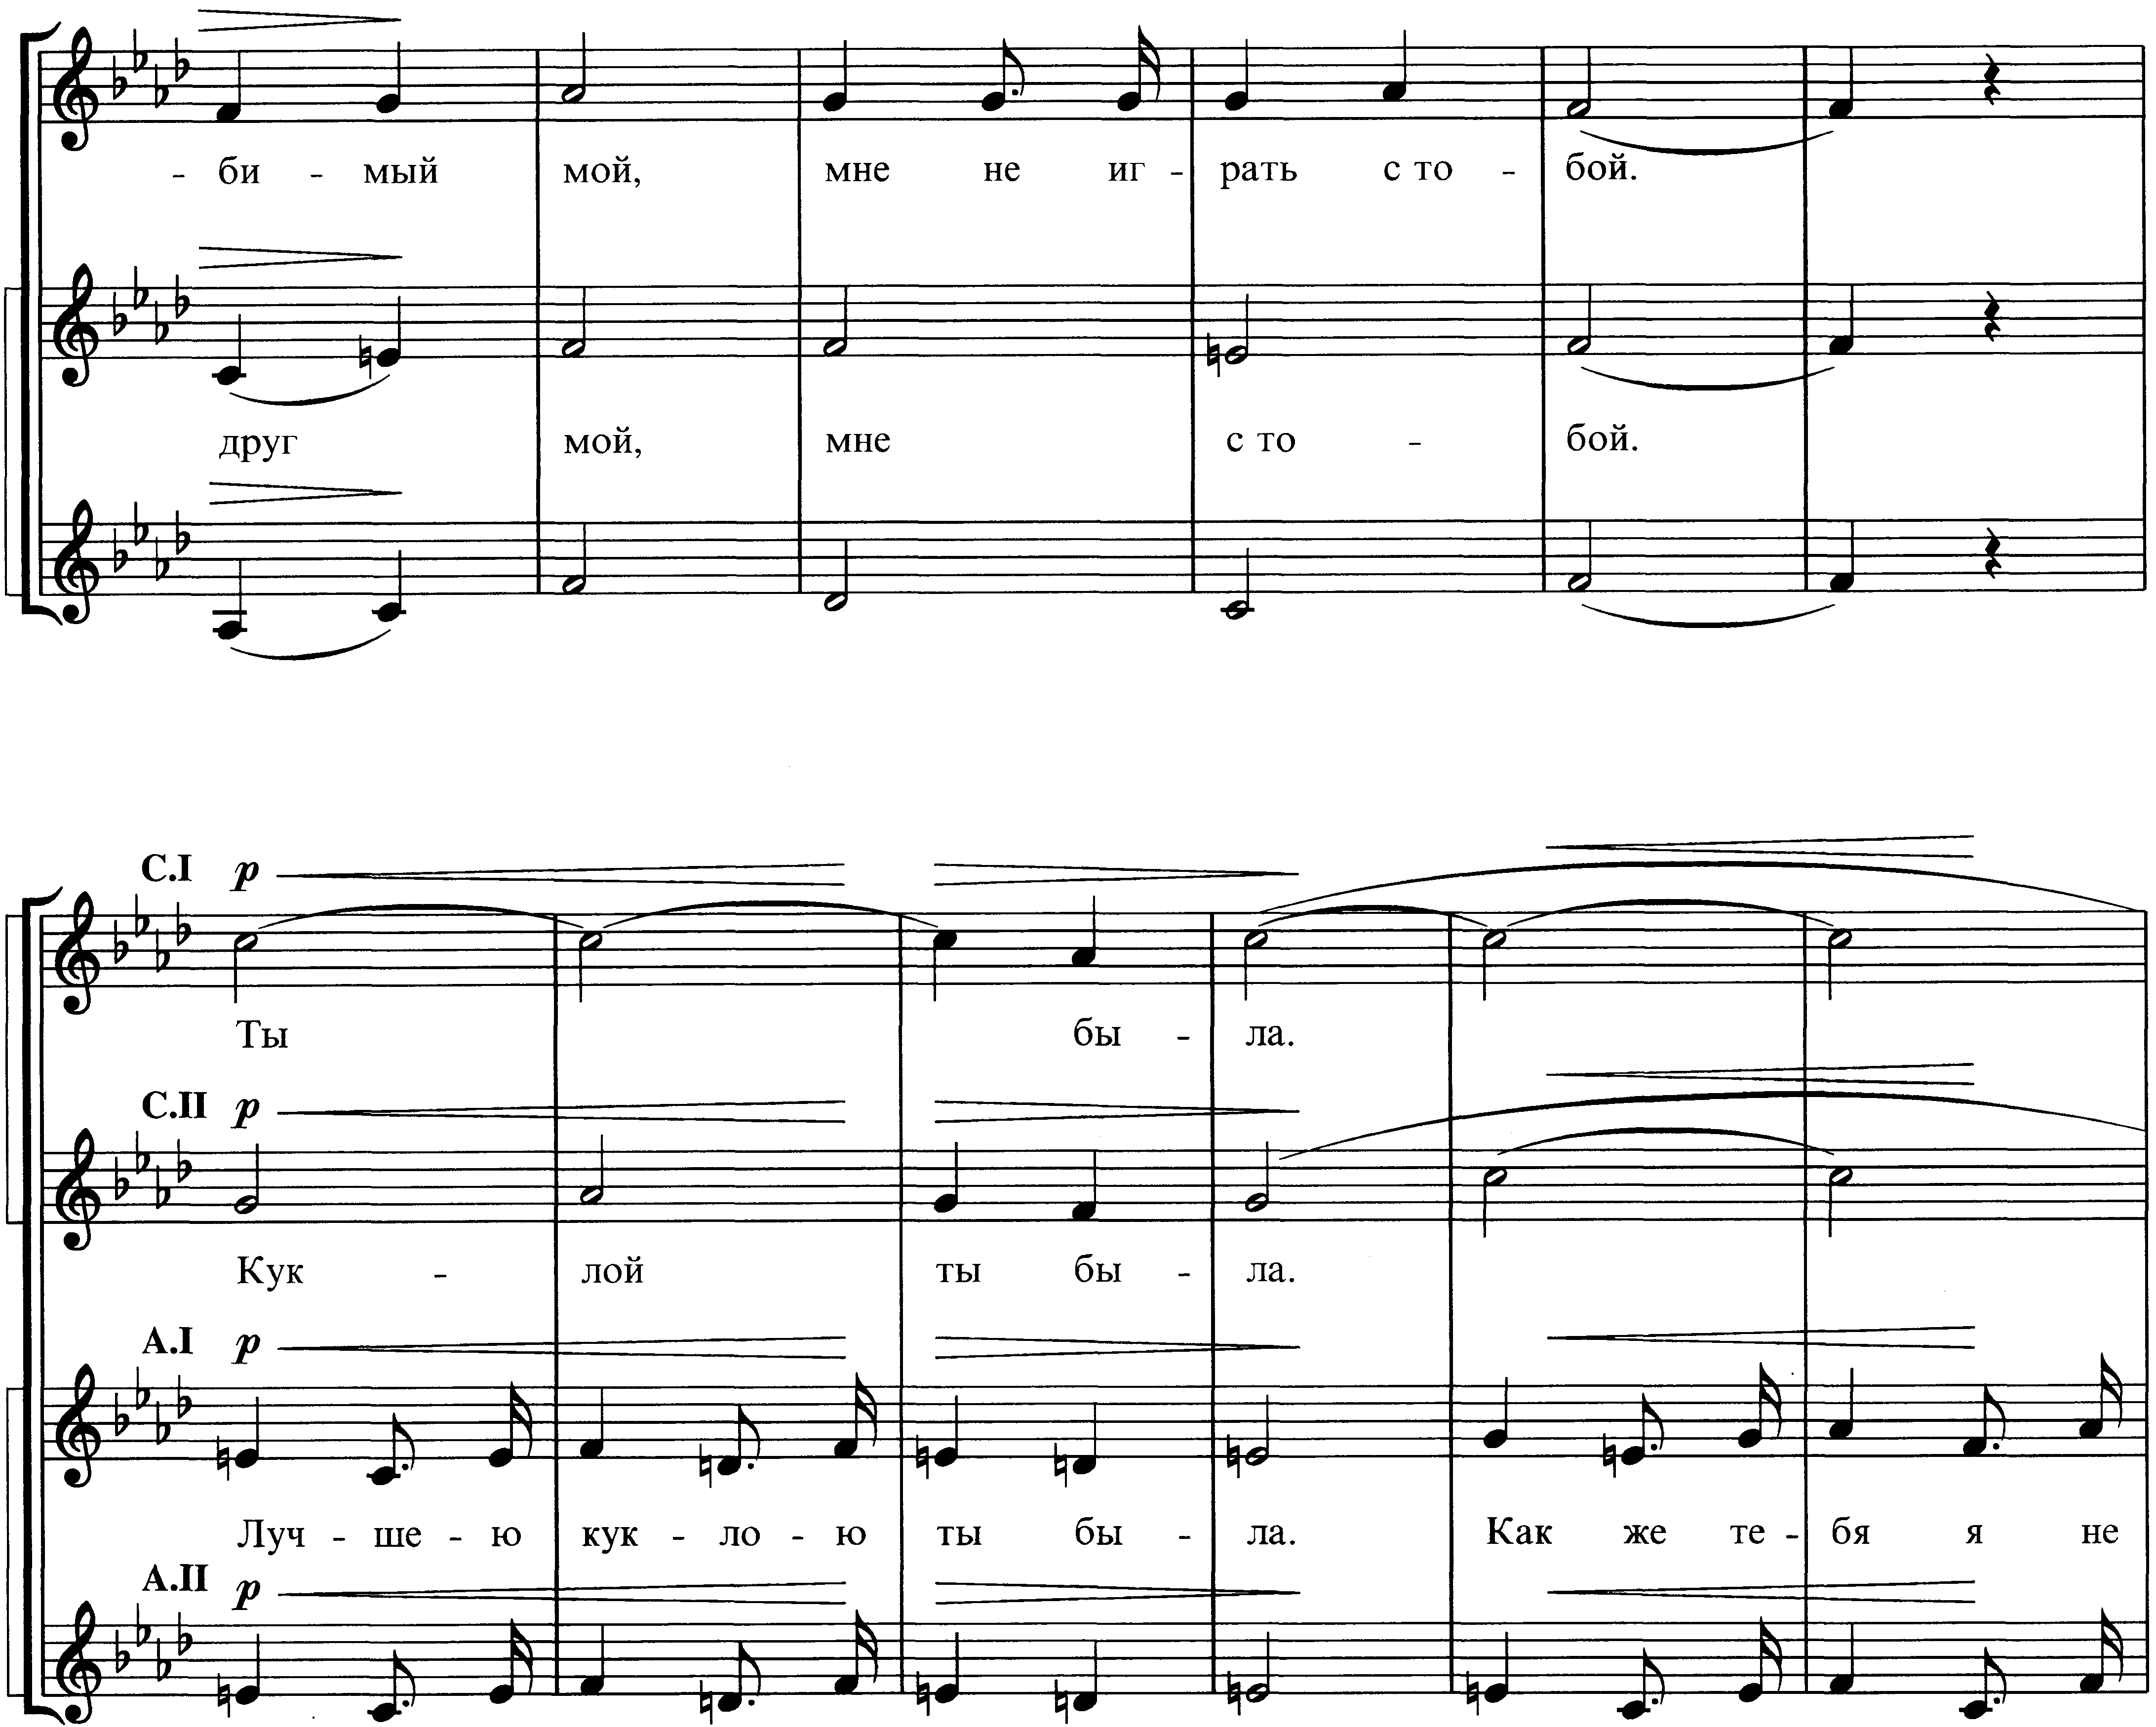 - би - мый мой, мне не иг - рать с то - бой.
друг мой, мне с то - бой.
C.I p
Ты бы - ла.
C.II p
Кук - лой ты бы - ла.
A.I p
Луч - ше - ю кук - ло - ю ты бы - ла. Как же те - бя я не
A.II p